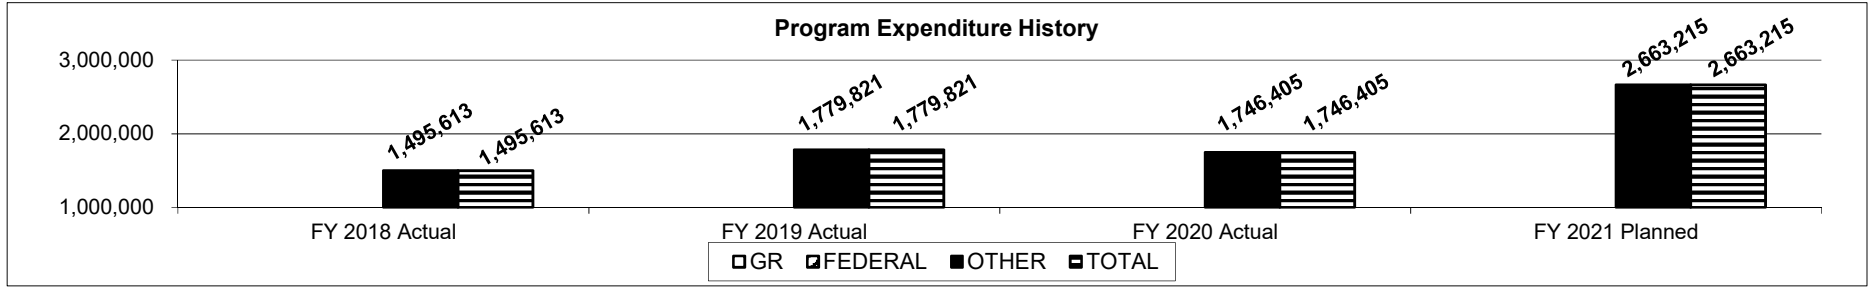 Program Expenditure History
3,000,000
2,000,000
1,000,000
1,495,613
1,495,613
1,779,821
1,779,821
1,746,405
1,746,405
2,663,215
2,663,215
FY 2018 Actual
FY 2019 Actual
FY 2020 Actual
FY 2021 Planned
GR FEDERAL OTHER TOTAL